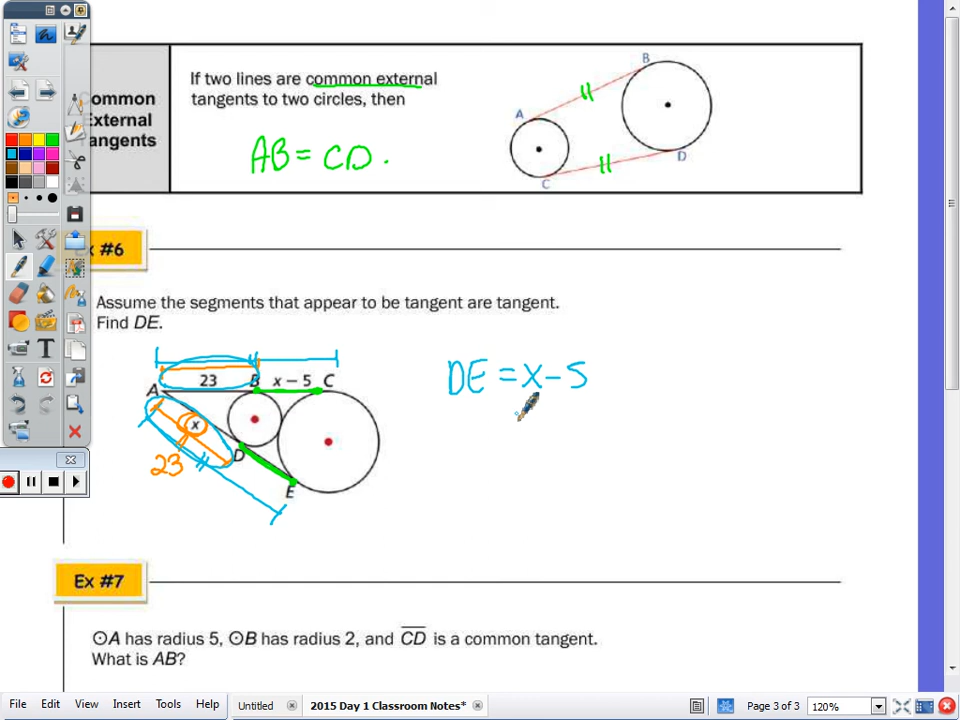 Common
External
Tangents
If two lines are common external
tangents to two circles, then
AB = CD.
A
B
C
D
Ex #6
Assume the segments that appear to be tangent are tangent.
Find DE.
A
23
B
x – 5
C
x
23
D
E
DE = x – 5
Ex #7
⊙A has radius 5, ⊙B has radius 2, and CD is a common tangent.
What is AB?
File Edit View Insert Tools Help
Untitled
2015 Day 1 Classroom Notes*
Page 3 of 3
120%